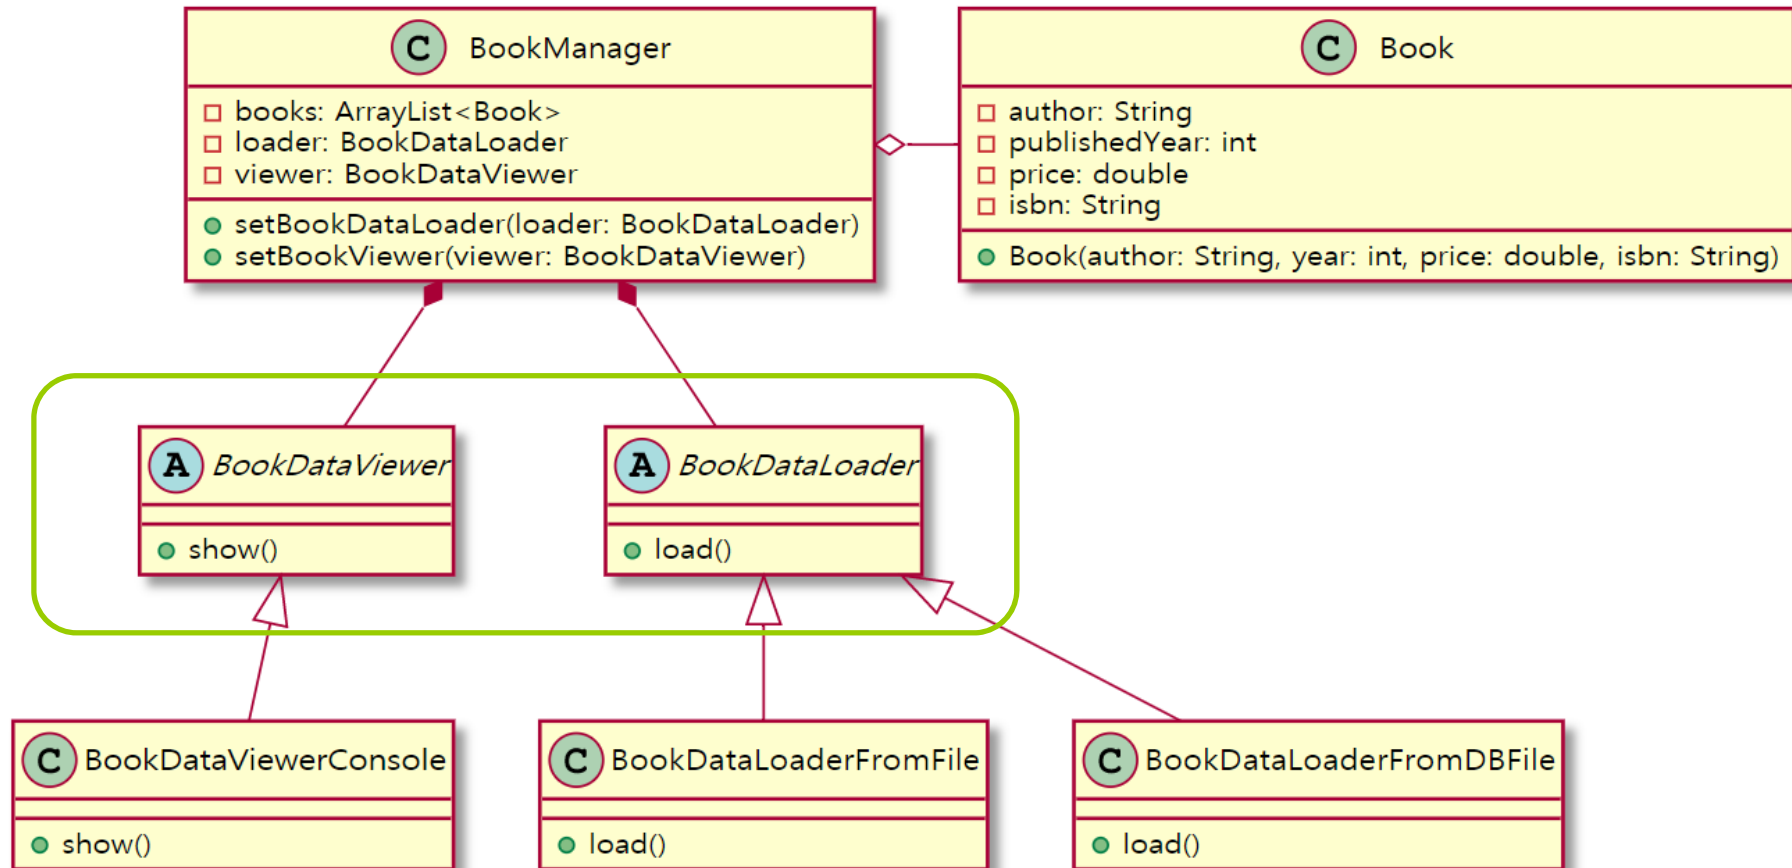 C BookManager
books: ArrayList<Book>
loader: BookDataLoader
viewer: BookDataViewer
setBookDataLoader(loader: BookDataLoader)
setBookViewer(viewer: BookDataViewer)
C Book
author: String
publishedYear: int
price: double
isbn: String
Book(author: String, year: int, price: double, isbn: String)
A BookDataViewer
show()
A BookDataLoader
load()
C BookDataViewerConsole
show()
C BookDataLoaderFromFile
load()
C BookDataLoaderFromDBFile
load()